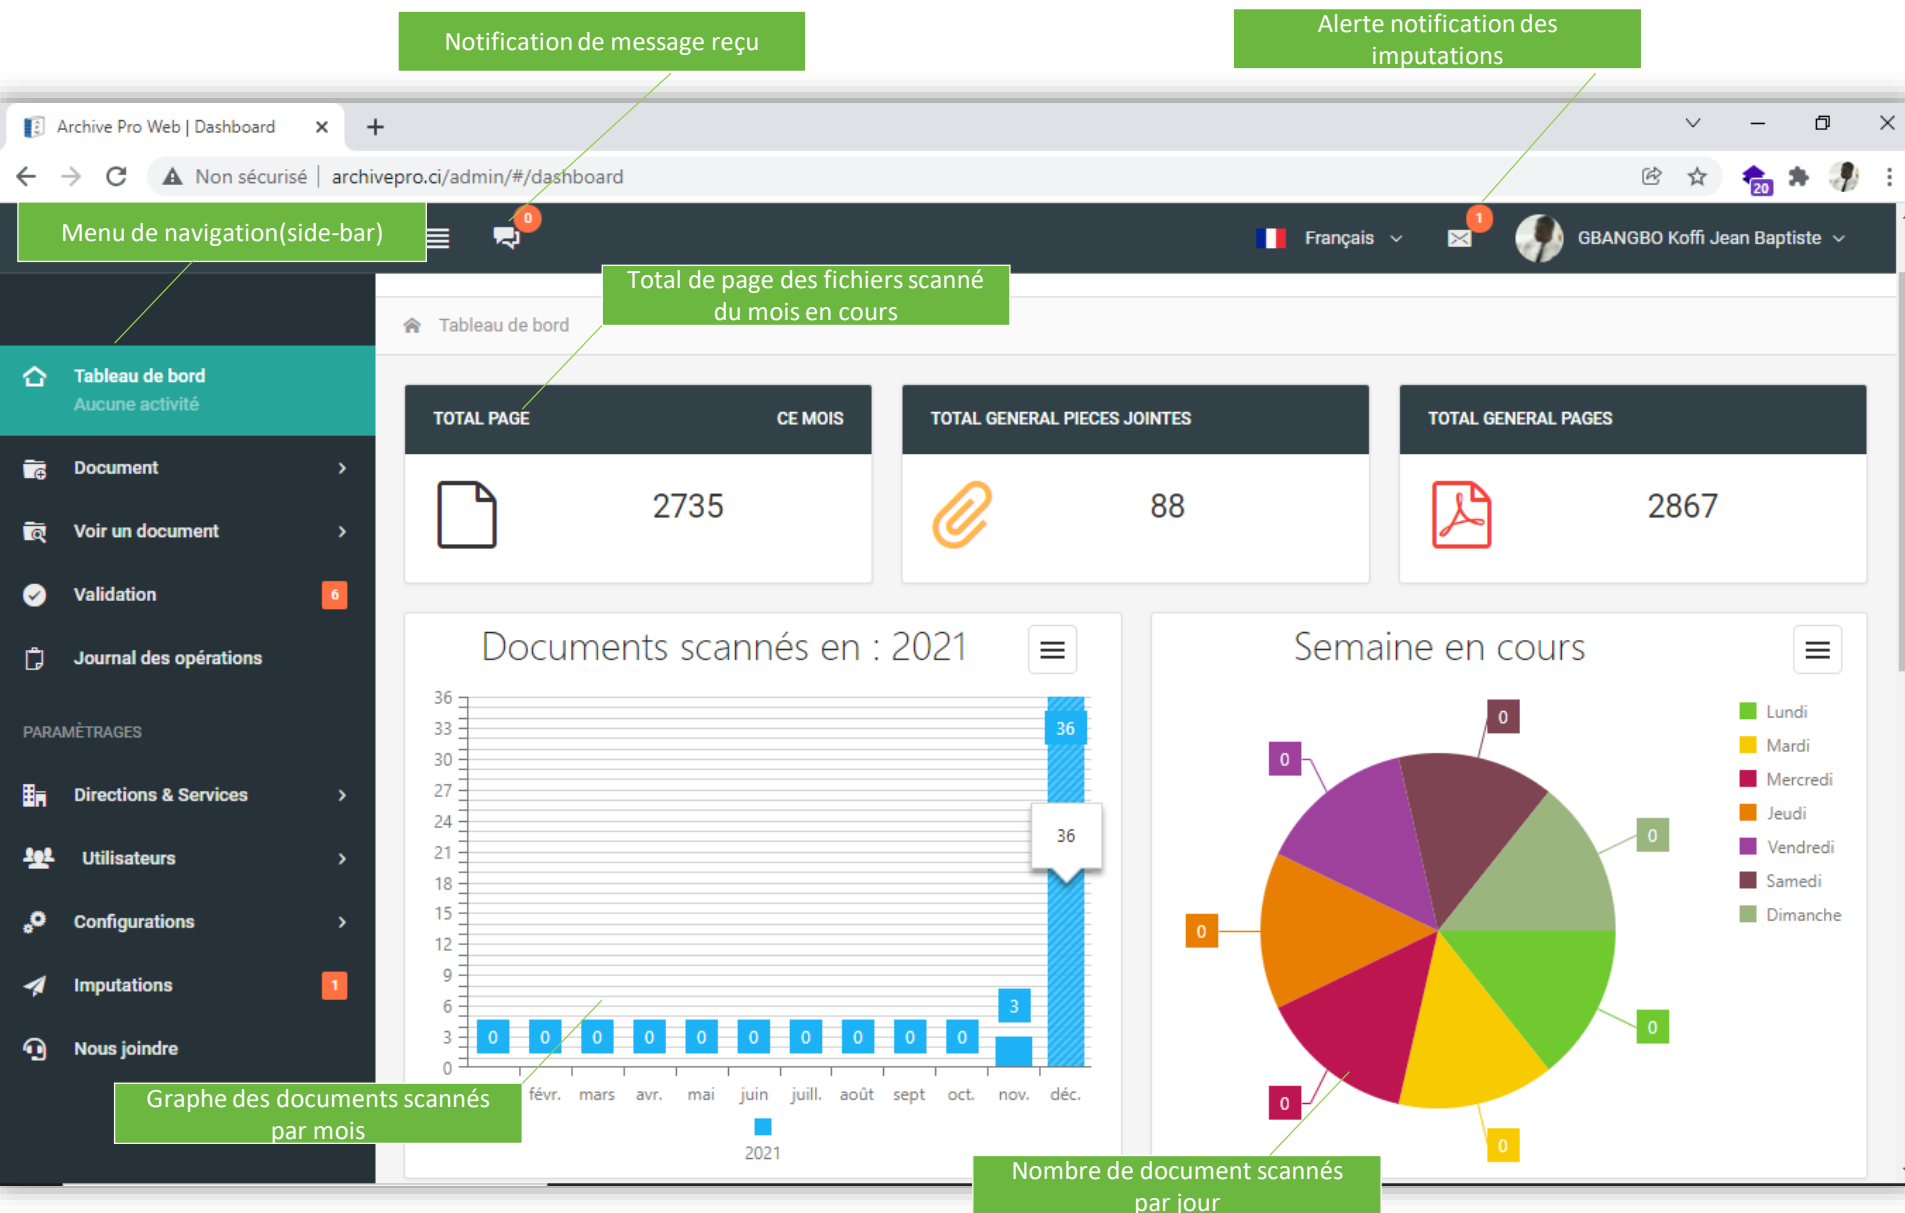 Notification de message reçu
Alerte notification des
imputations
Archive Pro Web | Dashboard
Non sécurisé | archivepro.ci/admin/#/dashboard
20
Menu de navigation(side-bar)
0
Français
1
GBANGBO Koffi Jean Baptiste
Total de page des fichiers scanné
du mois en cours
Tableau de bord
Tableau de bord
Aucune activité
Document
Voir un document
Validation 6
Journal des opérations
PARAMÈTRAGES
Directions & Services
Utilisateurs
Configurations
Imputations 1
Nous joindre
TOTAL PAGE CE MOIS
2735
TOTAL GENERAL PIECES JOINTES
88
TOTAL GENERAL PAGES
2867
Documents scannés en : 2021
36
33
30
27
24
21
18
15
12
9
6
3
0
0 0 0 0 0 0 0 0 0 0 3 36
36
févr. mars avr. mai juin juill. août sept oct. nov. déc.
2021
Graphe des documents scannés
par mois
Semaine en cours
0
0
0
0
0
0
0
Lundi
Mardi
Mercredi
Jeudi
Vendredi
Samedi
Dimanche
Nombre de document scannés
par jour